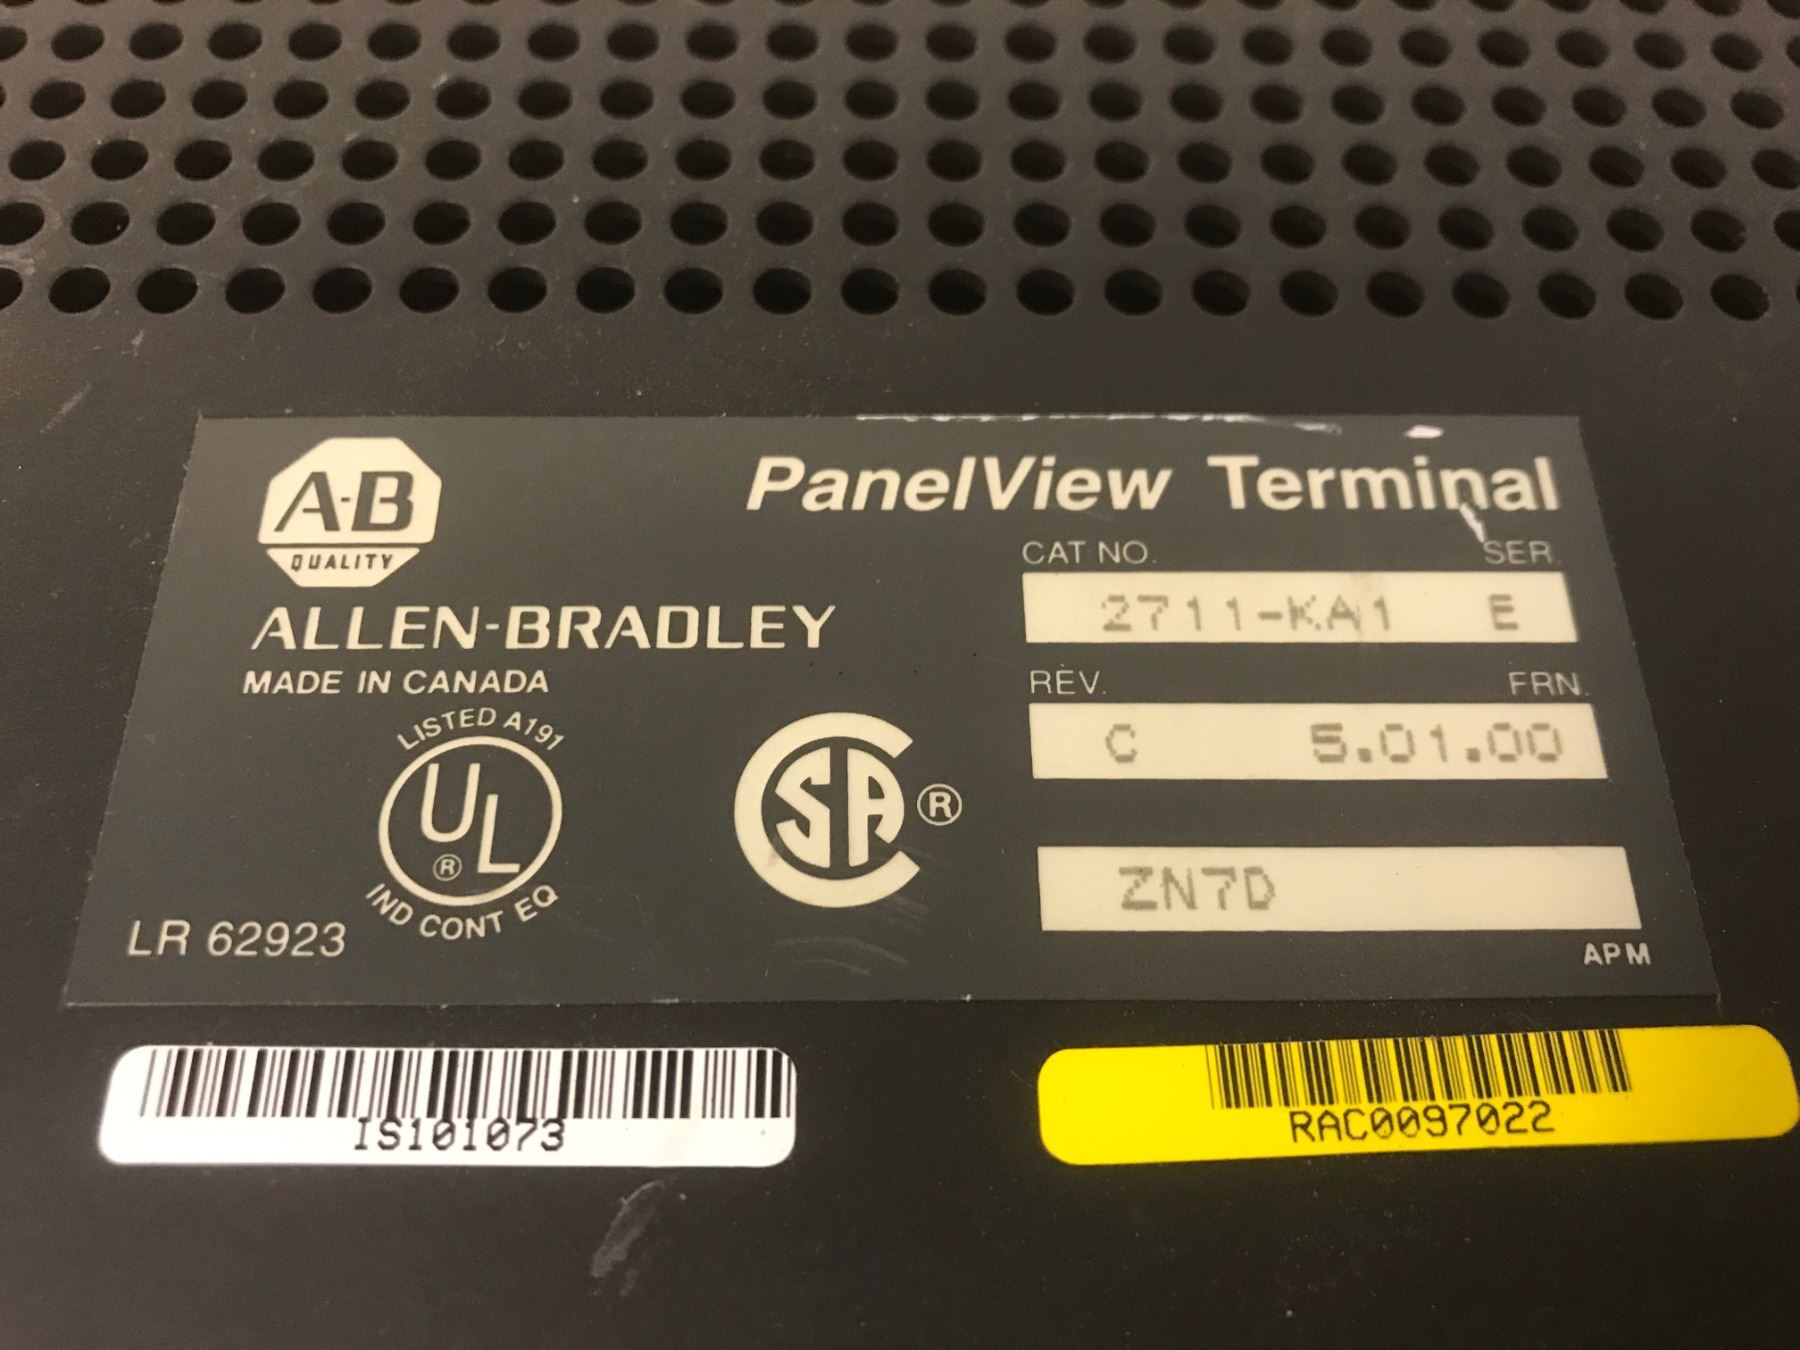 A-B
QUALITY
PanelView Terminal
ALLEN-BRADLEY
MADE IN CANADA
CAT NO. SER.
2711-KA1 E
REV. FRN.
C 5.01.00
LISTED A191
UL ®
IND CONT EQ
CSA ®
ZN7D
LR 62923
APM
IS101073
RAC0097022